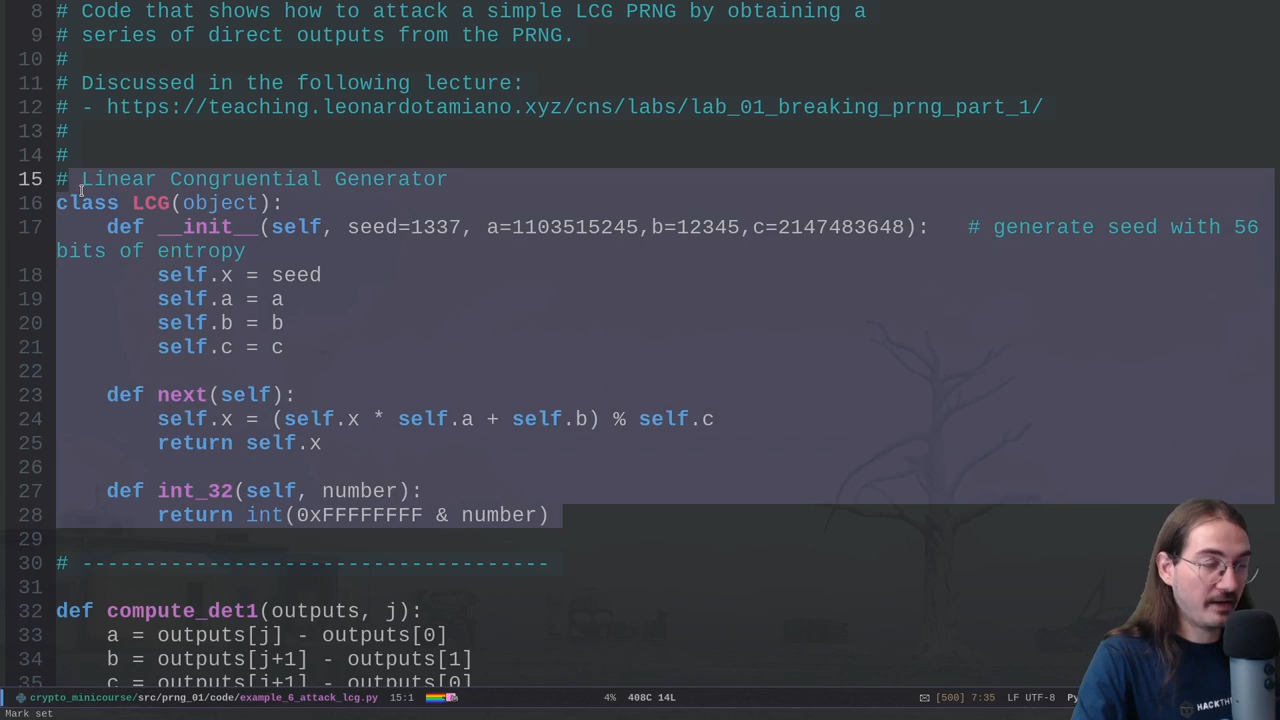 8 # Code that shows how to attack a simple LCG PRNG by obtaining a
9 # series of direct outputs from the PRNG.
10 #
11 # Discussed in the following lecture:
12 # - https://teaching.leonardotamiano.xyz/cns/labs/lab_01_breaking_prng_part_1/
13 #
14 #
15 # Linear Congruential Generator
16 class LCG(object):
17     def __init__(self, seed=1337, a=1103515245,b=12345,c=2147483648):   # generate seed with 56
bits of entropy
18         self.x = seed
19         self.a = a
20         self.b = b
21         self.c = c
22
23     def next(self):
24         self.x = (self.x * self.a + self.b) % self.c
25         return self.x
26
27     def int_32(self, number):
28         return int(0xFFFFFFFF & number)
29
30 # -------------------------------------
31
32 def compute_det1(outputs, j):
33     a = outputs[j] - outputs[0]
34     b = outputs[j+1] - outputs[1]
35     c = outputs[j+1] - outputs[0]
crypto_minicourse/src/prng_01/code/example_6_attack_lcg.py 15:1 4% 408C 14L [500] 7:35 LF UTF-8 Py
Mark set